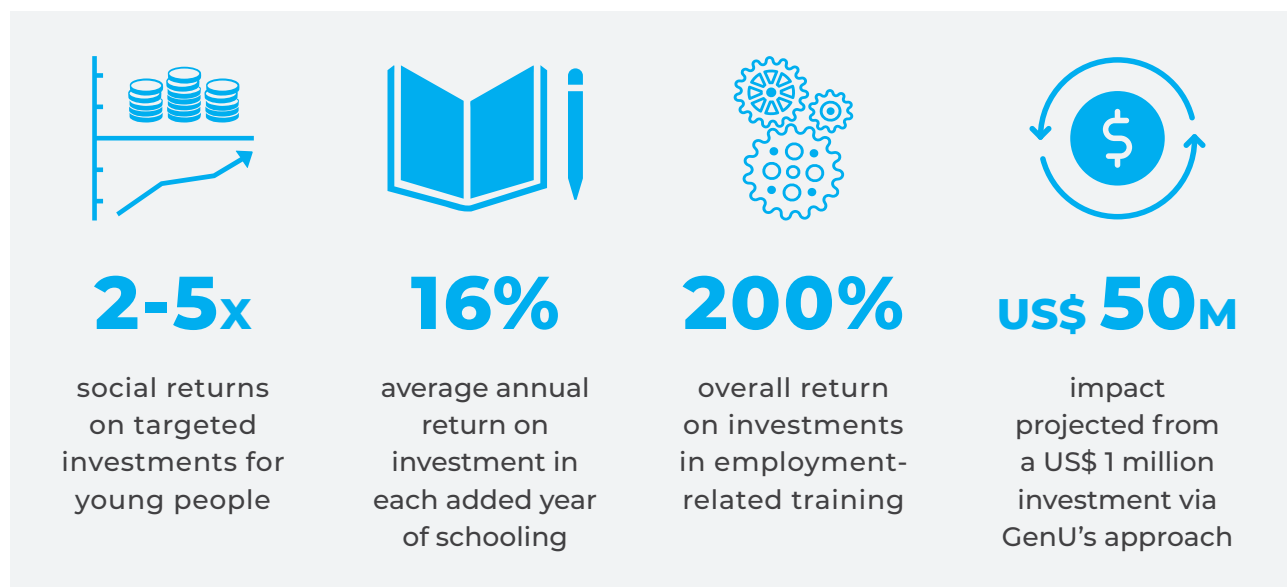 2-5x
social returns
on targeted
investments for
young people
16%
average annual
return on
investment in
each added year
of schooling
200%
overall return
on investments
in employment-
related training
US$ 50M
impact
projected from
a US$ 1 million
investment via
GenU's approach